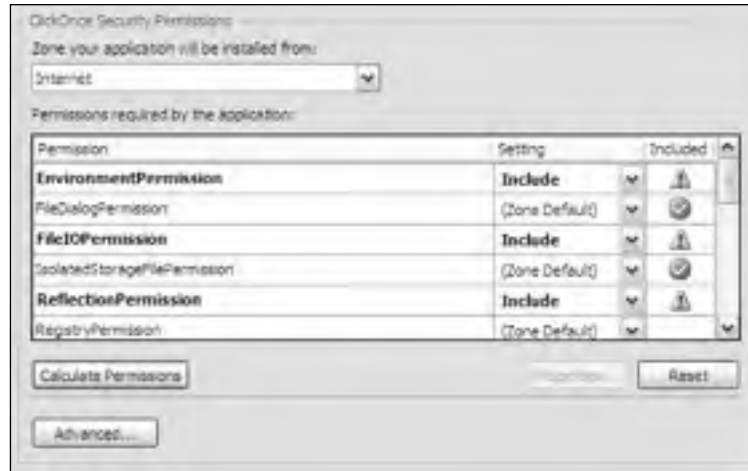 ClickOnce Security Permissions
Zone your application will be installed from:
Internet
Permissions required by the application:
Permission Setting Included
EnvironmentPermission Include
FileDialogPermission (Zone Default)
FileIOPermission Include
IsolatedStorageFilePermission (Zone Default)
ReflectionPermission Include
RegistryPermission (Zone Default)
Calculate Permissions Reset
Advanced...